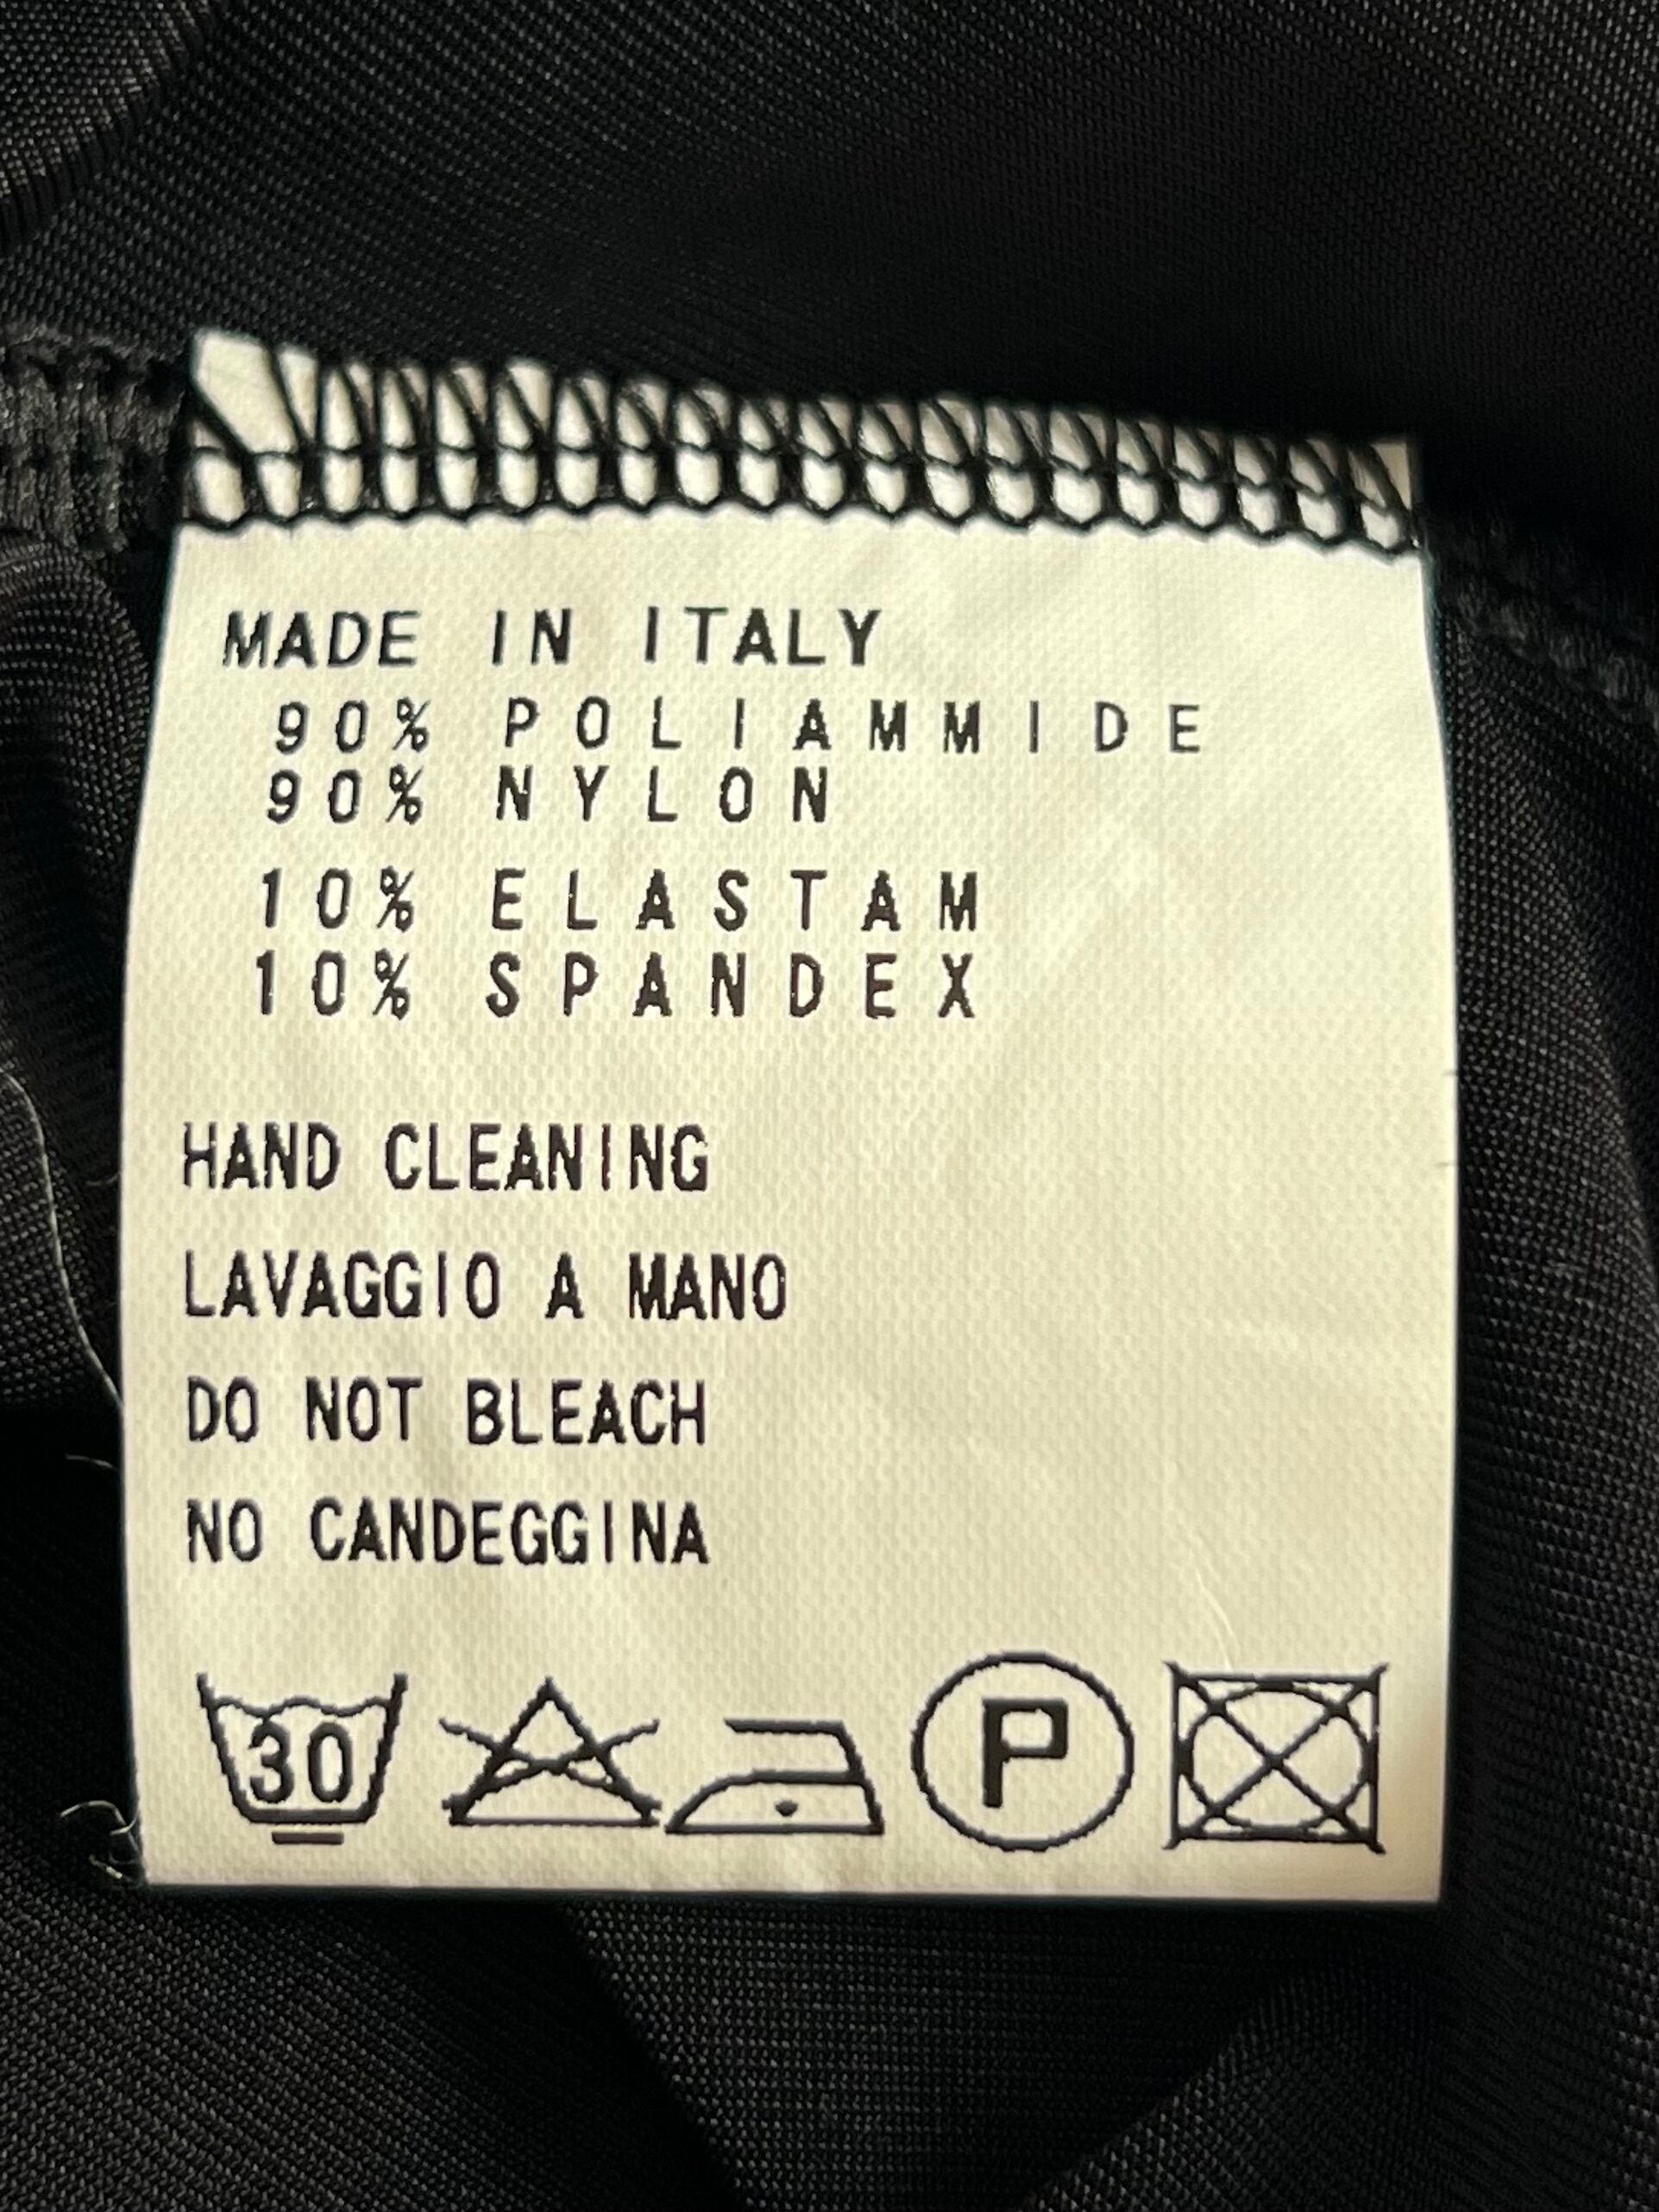 MADE IN ITALY
90% POLIAMMIDE
90% NYLON
10% ELASTAM
10% SPANDEX
HAND CLEANING
LAVAGGIO A MANO
DO NOT BLEACH
NO CANDEGGINA
30 P